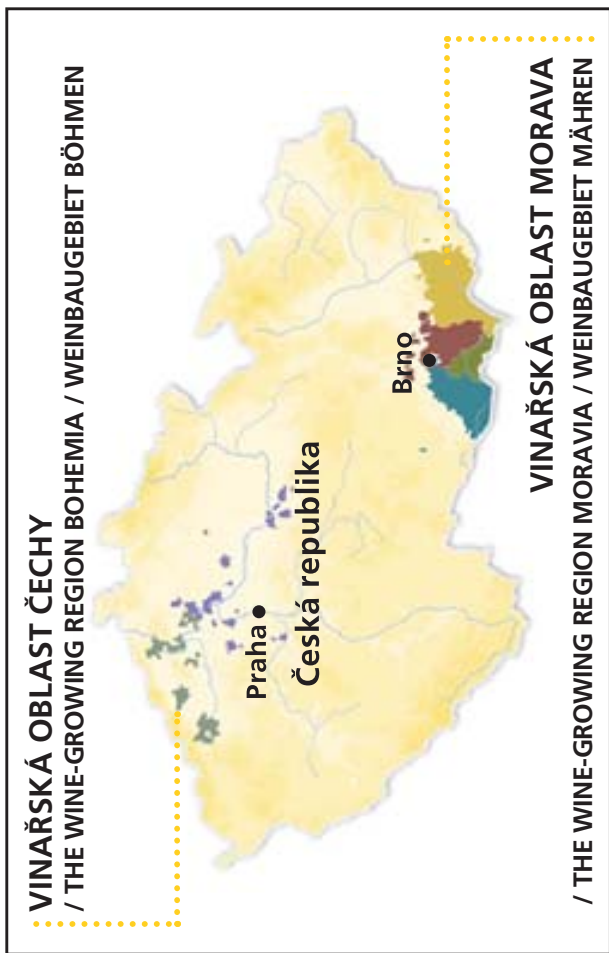 VINAŘSKÁ OBLAST ČECHY
/ THE WINE-GROWING REGION BOHEMIA / WEINBAUGEBIET BÖHMEN
Praha
Česká republika
Brno
VINAŘSKÁ OBLAST MORAVA
/ THE WINE-GROWING REGION MORAVIA / WEINBAUGEBIET MÄHREN